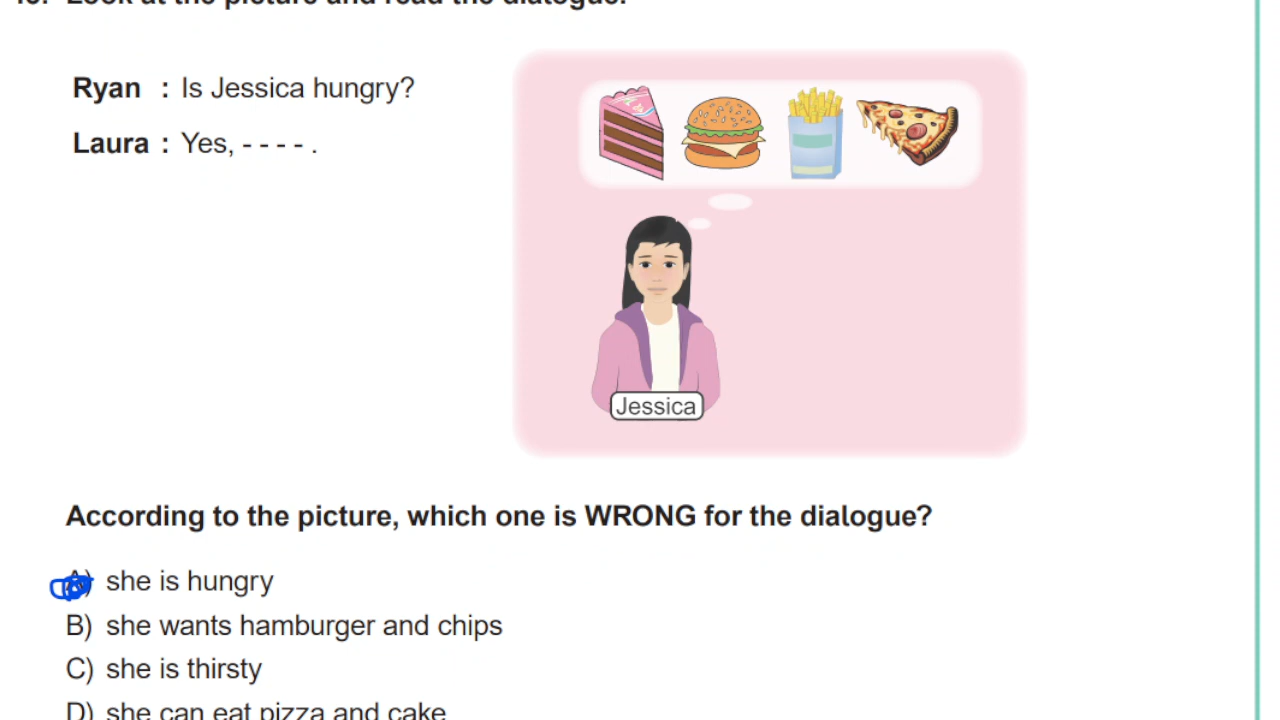 Look at the picture and read the dialogue.
Ryan : Is Jessica hungry?
Laura : Yes, - - - - .
Jessica
According to the picture, which one is WRONG for the dialogue?
A) she is hungry
B) she wants hamburger and chips
C) she is thirsty
D) she can eat pizza and cake